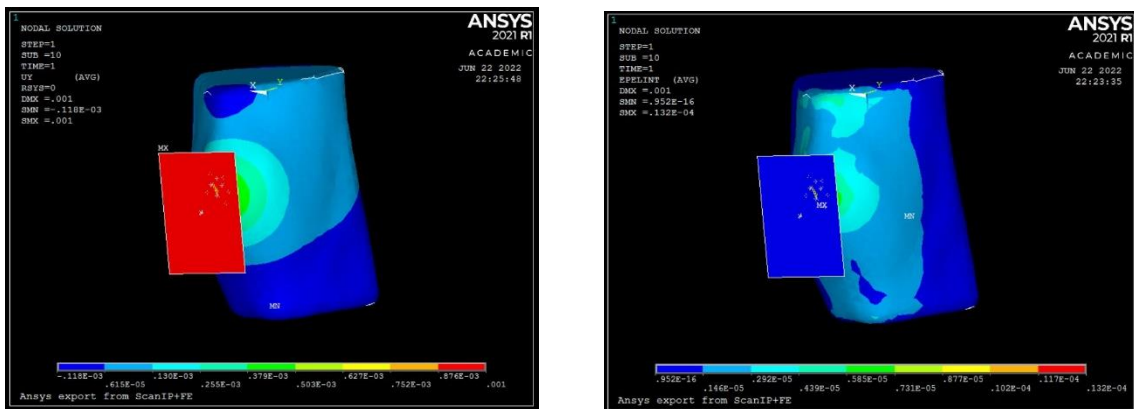 1
NODAL SOLUTION
STEP=1
SUB =10
TIME=1
UY (AVG)
RSYS=0
DMX =.001
SMN =-.118E-03
SMX =.001
ANSYS
2021 R1
ACADEMIC
JUN 22 2022
22:25:48
X
Y
MX
MN
-.118E-03 .130E-03 .379E-03 .627E-03 .876E-03
.615E-05 .255E-03 .503E-03 .752E-03 .001
Ansys export from ScanIP+FE
1
NODAL SOLUTION
STEP=1
SUB =10
TIME=1
EPELINT (AVG)
DMX =.001
SMN =.952E-16
SMX =.132E-04
ANSYS
2021 R1
ACADEMIC
JUN 22 2022
22:23:35
X
Y
MX
MN
.952E-16 .292E-05 .585E-05 .877E-05 .117E-04
.146E-05 .439E-05 .731E-05 .102E-04 .132E-04
Ansys export from ScanIP+FE